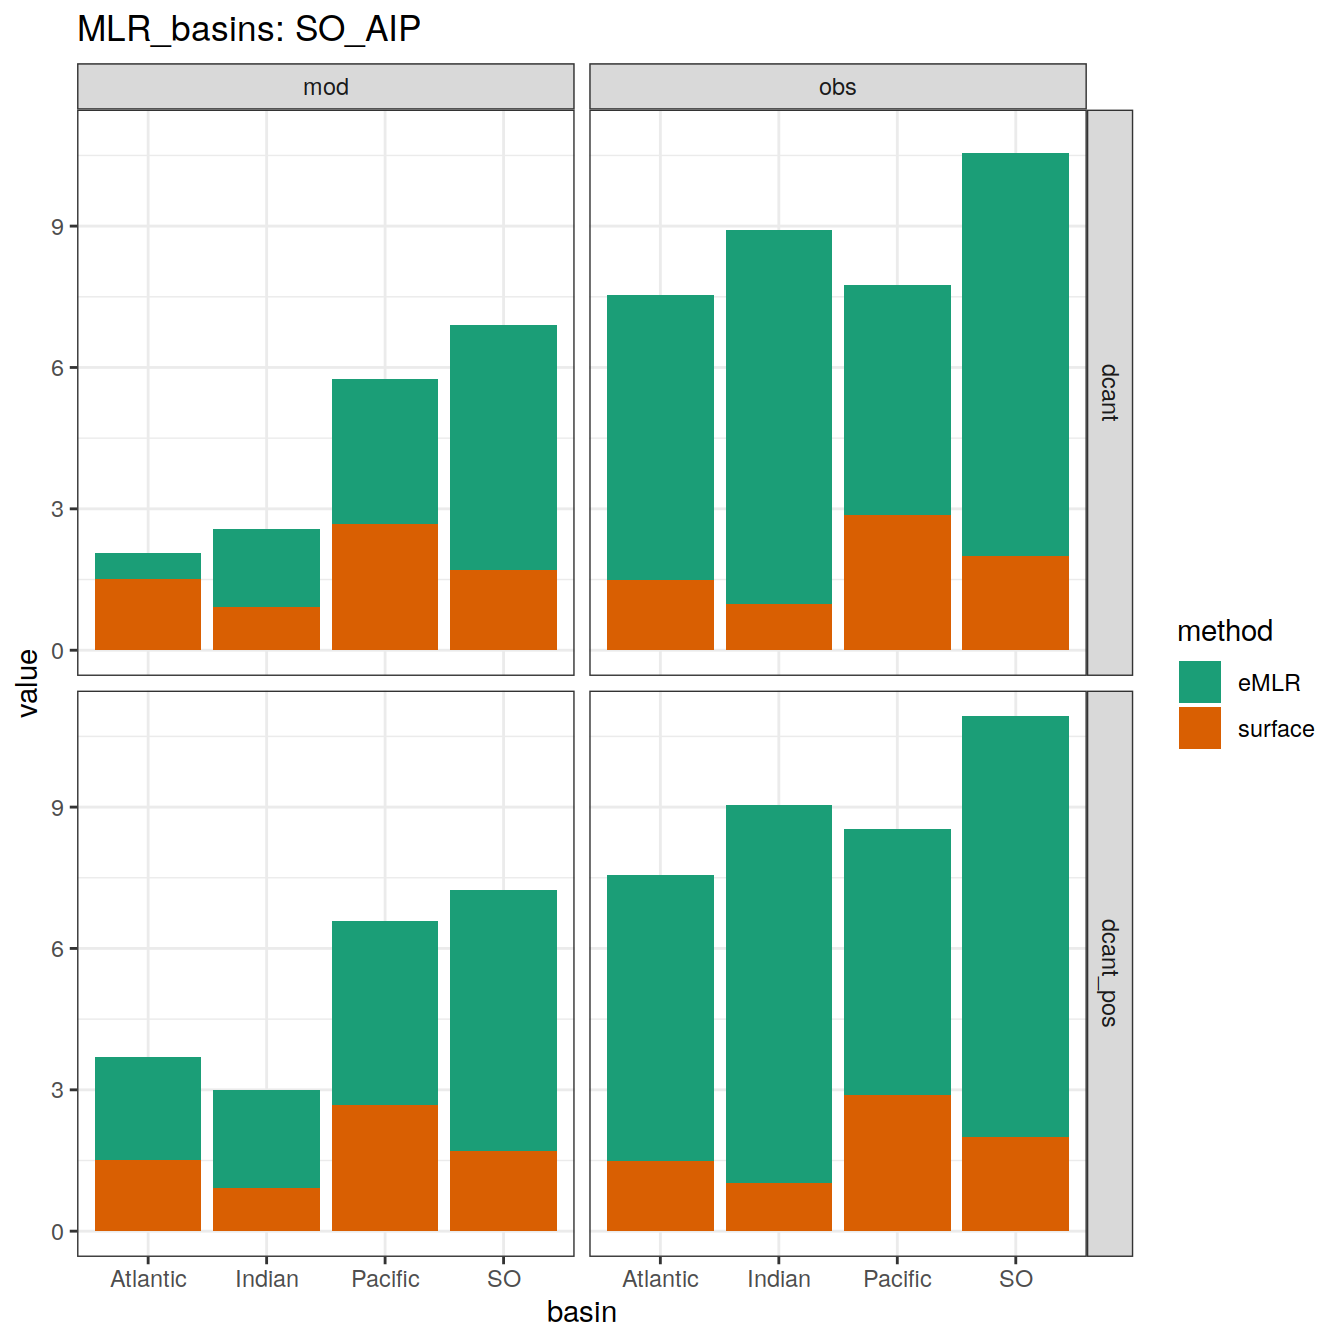 MLR_basins: SO_AIP
mod
obs
9
6
3
0
dcant
9
6
3
0
dcant_pos
value
Atlantic Indian Pacific SO
Atlantic Indian Pacific SO
basin
method
eMLR
surface